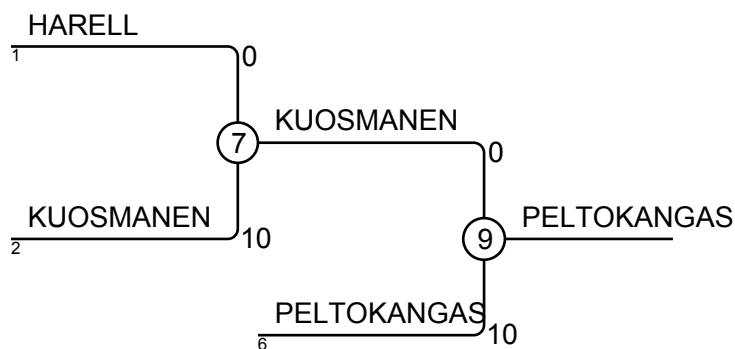 HARELL
1
0
7
KUOSMANEN
0
KUOSMANEN
2
10
9
PELTOKANGAS
PELTOKANGAS
6
10